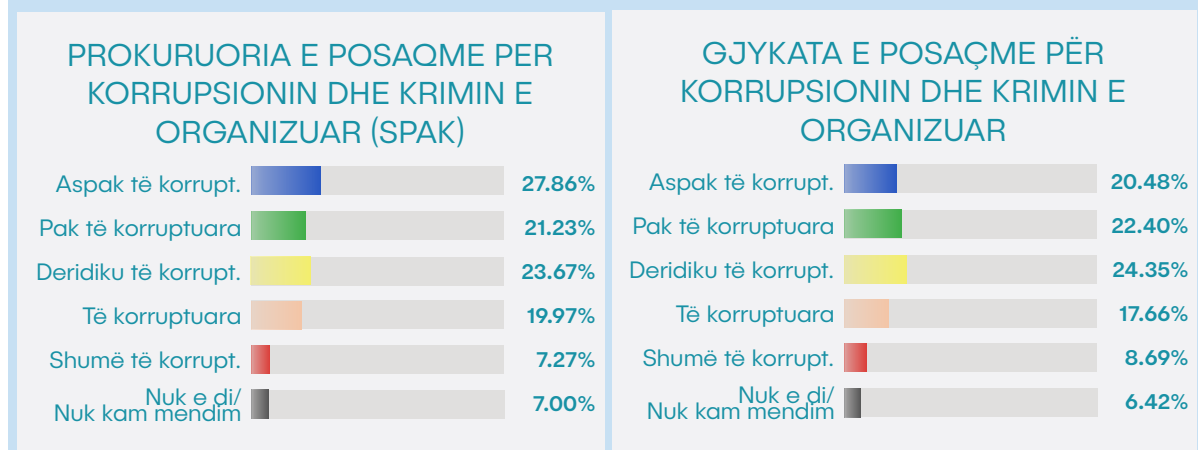 PROKURUORIA E POSAQME PER
KORRUPSIONIN DHE KRIMIN E
ORGANIZUAR (SPAK)
Aspak të korrupt. 27.86%
Pak të korruptuara 21.23%
Deridiku të korrupt. 23.67%
Të korruptuara 19.97%
Shumë të korrupt. 7.27%
Nuk e di/
Nuk kam mendim 7.00%
GJYKATA E POSAÇME PËR
KORRUPSIONIN DHE KRIMIN E
ORGANIZUAR
Aspak të korrupt. 20.48%
Pak të korruptuara 22.40%
Deridiku të korrupt. 24.35%
Të korruptuara 17.66%
Shumë të korrupt. 8.69%
Nuk e di/
Nuk kam mendim 6.42%